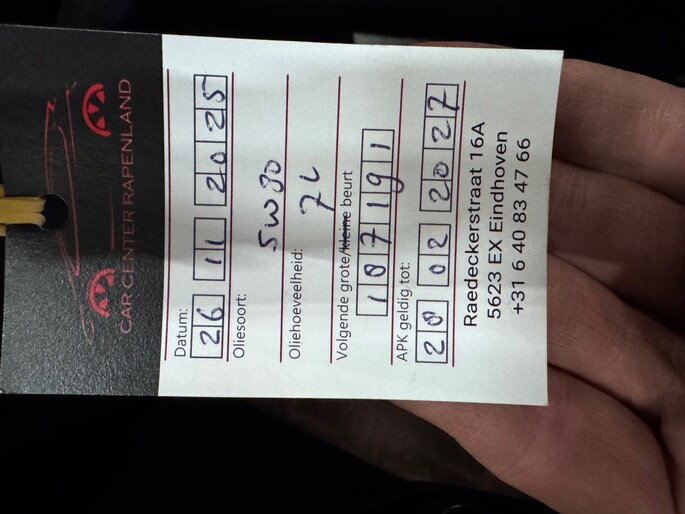 CAR CENTER RAPENLAND
Datum:
26 11 2025
Oliesoort: 5W30
Oliehoeveelheid: 7L
Volgende grote/kleine beurt
107191
APK geldig tot:
20 02 2027
Raedeckerstraat 16A
5623 EX Eindhoven
+31 6 40 83 47 66